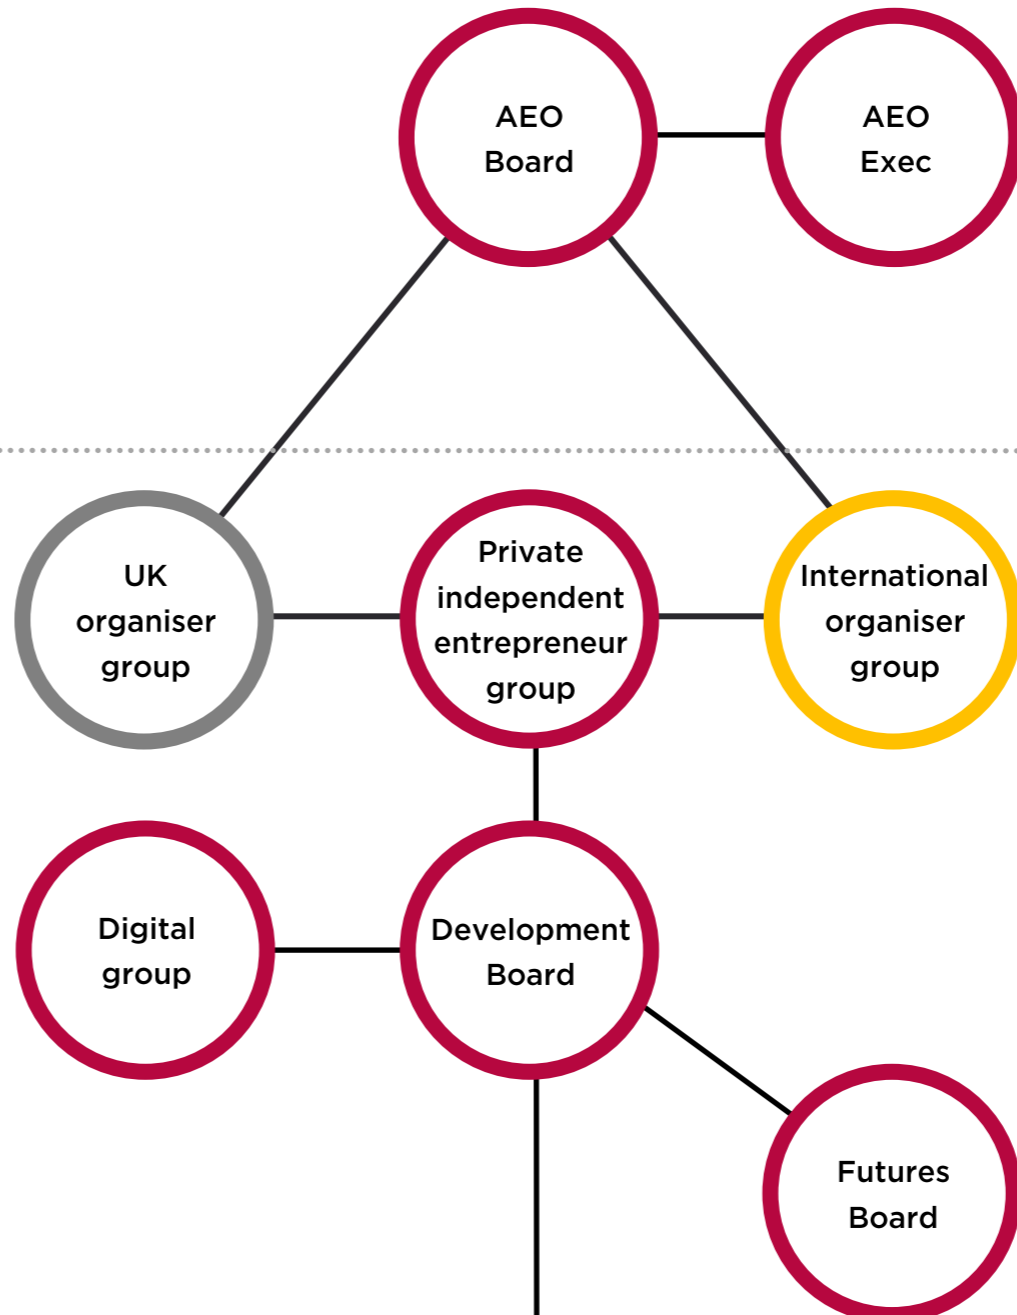 AEO
Board
AEO
Exec
UK
organiser
group
Private
independent
entrepreneur
group
International
organiser
group
Digital
group
Development
Board
Futures
Board